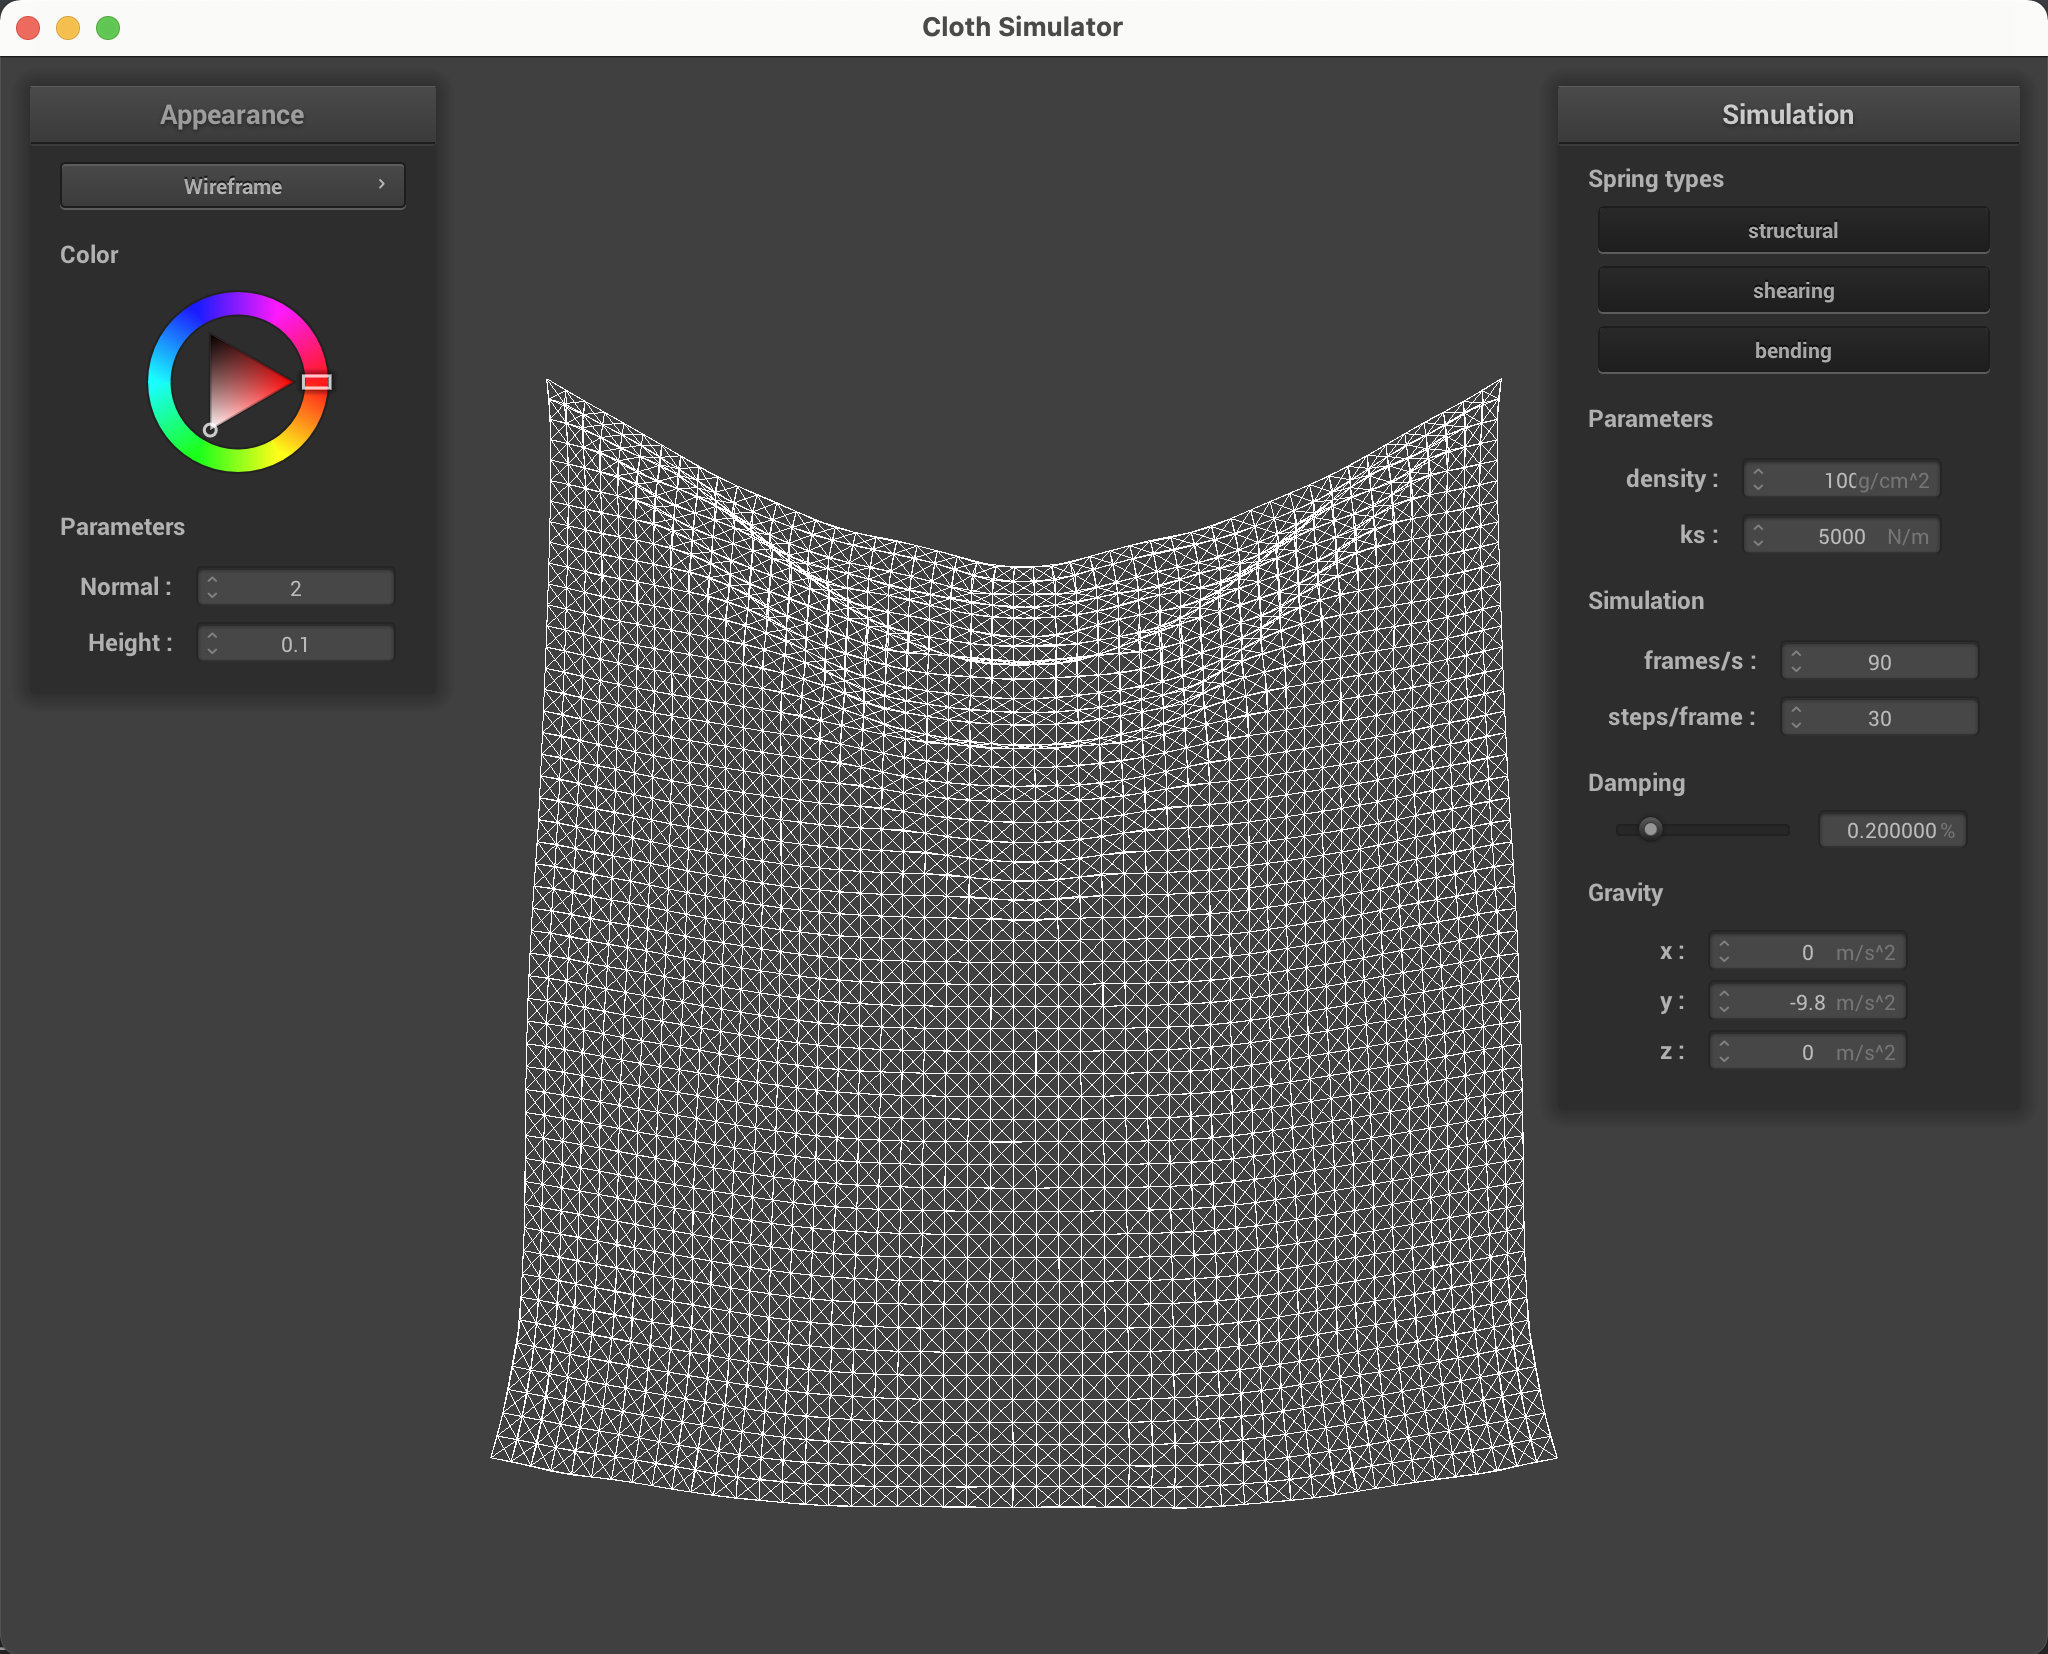 Cloth Simulator
Appearance
Wireframe
Color
Parameters
Normal : 2
Height : 0.1
Simulation
Spring types
structural
shearing
bending
Parameters
density : 100 g/cm^2
ks : 5000 N/m
Simulation
frames/s : 90
steps/frame : 30
Damping
0.200000 %
Gravity
x : 0 m/s^2
y : -9.8 m/s^2
z : 0 m/s^2